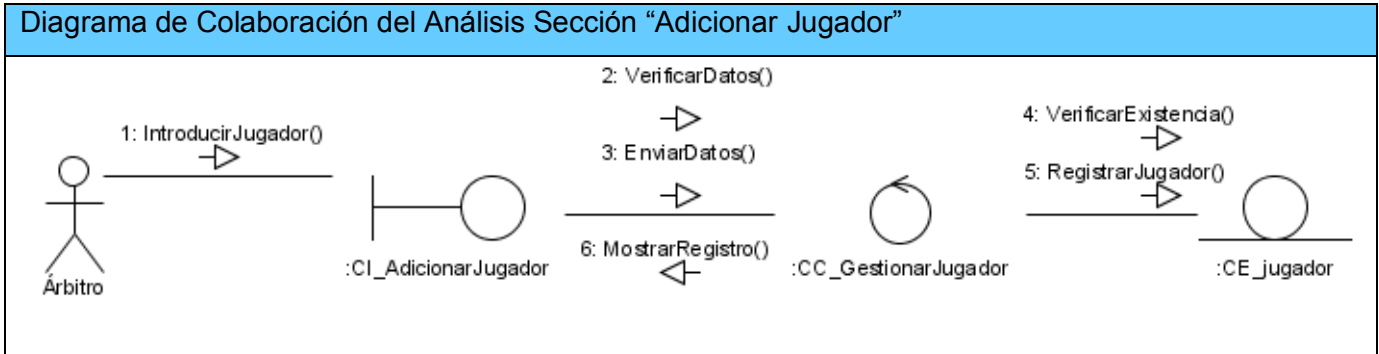 Diagrama de Colaboración del Análisis Sección “Adicionar Jugador”
2: VerificarDatos()
1: IntroducirJugador()
3: EnviarDatos()
4: VerificarExistencia()
5: RegistrarJugador()
6: MostrarRegistro()
Árbitro
:CI_AdicionarJugador
:CC_GestionarJugador
:CE_jugador